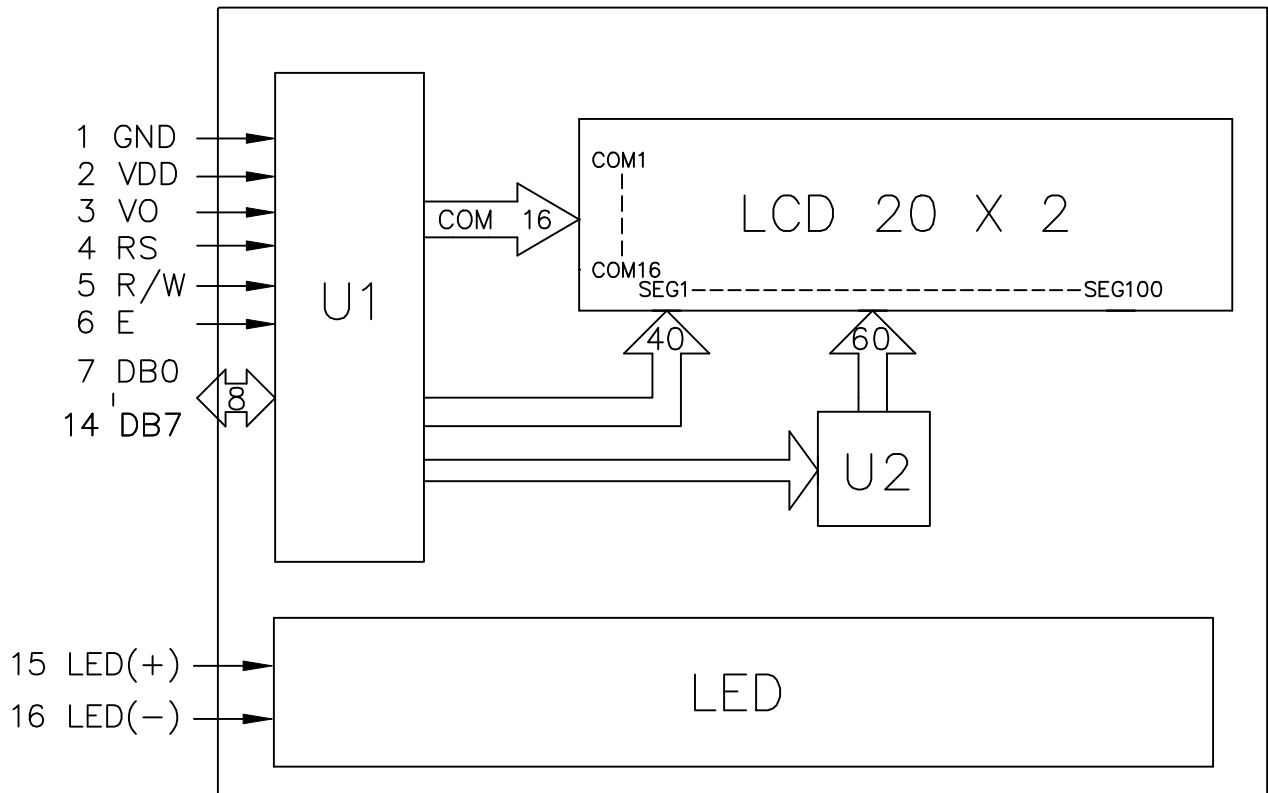 1 GND
2 VDD
3 VO
4 RS
5 R/W
6 E
7 DB0
14 DB7
8
U1
COM 16
COM1
LCD 20 X 2
COM16
SEG1 SEG100
40
60
U2
15 LED(+)
16 LED(-)
LED